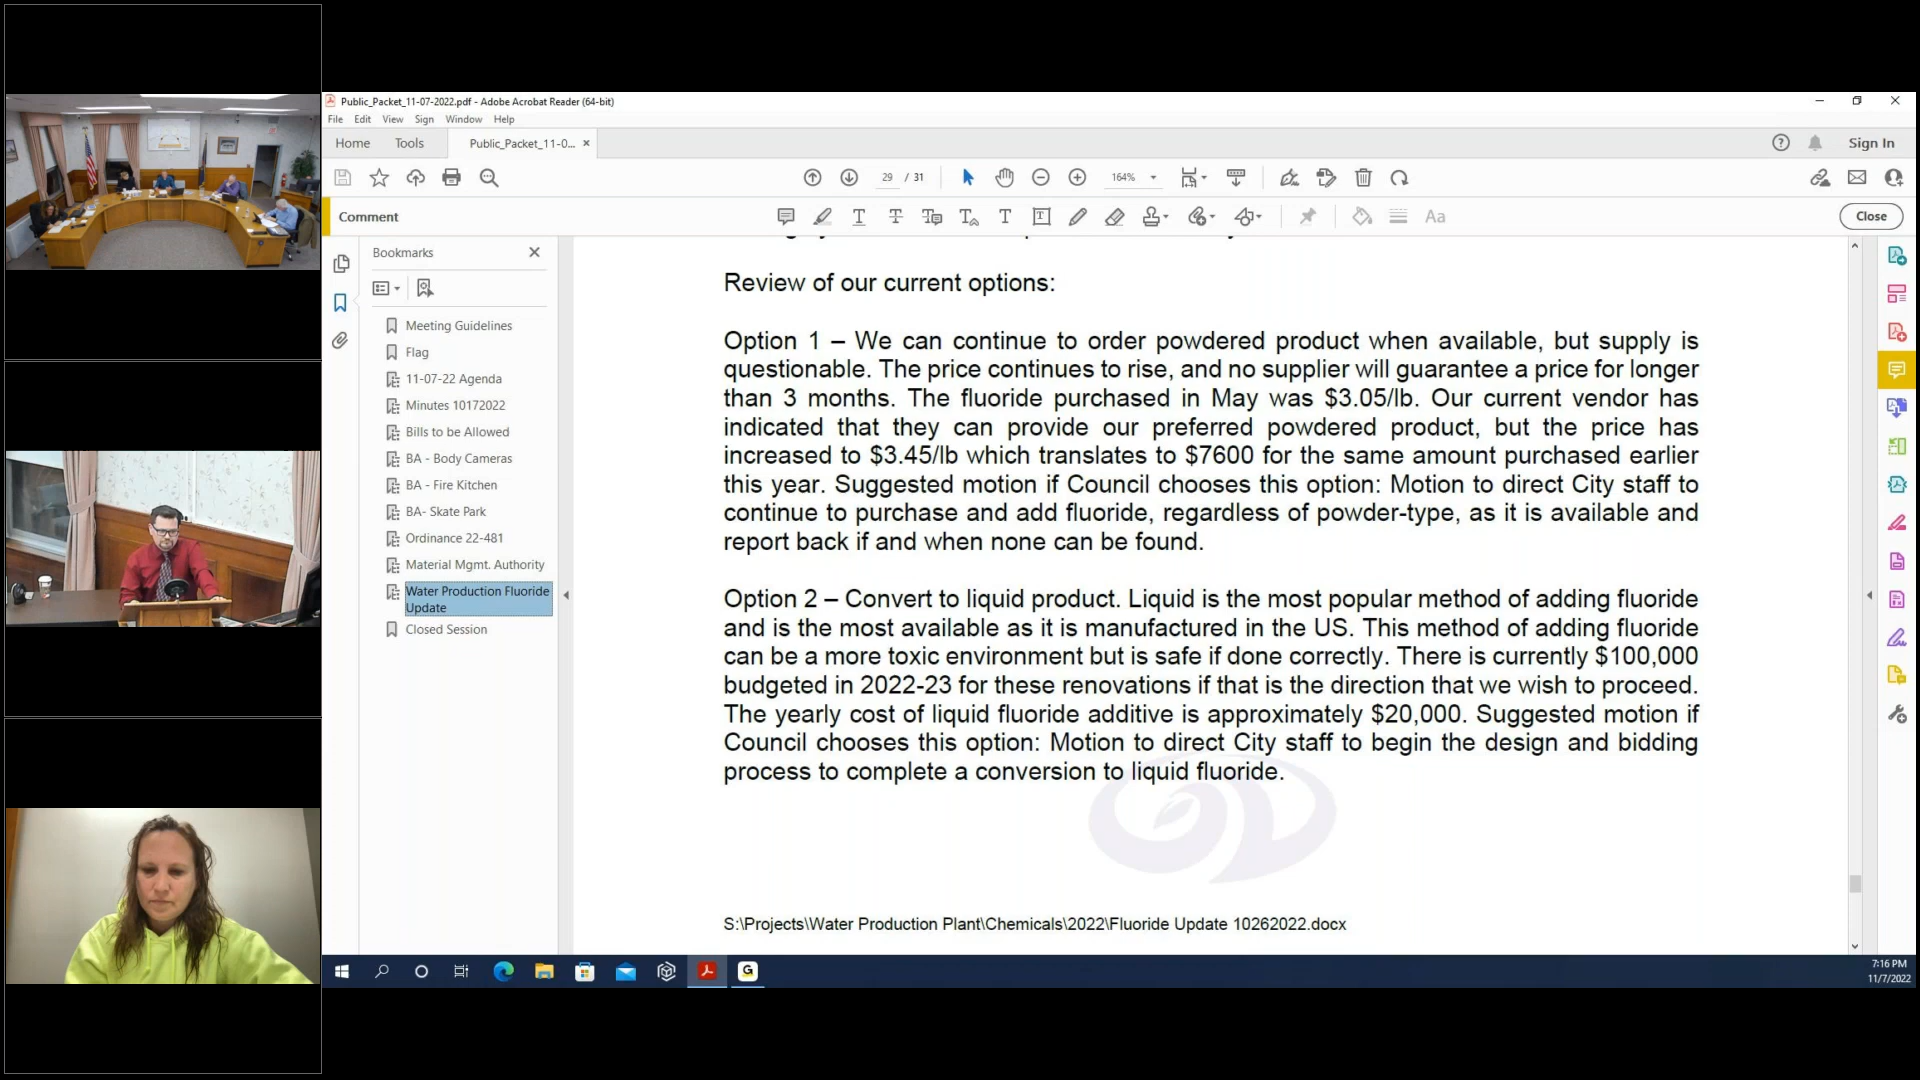 Public_Packet_11-07-2022.pdf - Adobe Acrobat Reader (64-bit)
File Edit View Sign Window Help
Home Tools Public_Packet_11-0... × Sign In
29 / 31 164%
Comment Close
Bookmarks
Meeting Guidelines
Flag
11-07-22 Agenda
Minutes 10172022
Bills to be Allowed
BA - Body Cameras
BA - Fire Kitchen
BA- Skate Park
Ordinance 22-481
Material Mgmt. Authority
Water Production Fluoride
Update
Closed Session
Review of our current options:
Option 1 – We can continue to order powdered product when available, but supply is
questionable. The price continues to rise, and no supplier will guarantee a price for longer
than 3 months. The fluoride purchased in May was $3.05/lb. Our current vendor has
indicated that they can provide our preferred powdered product, but the price has
increased to $3.45/lb which translates to $7600 for the same amount purchased earlier
this year. Suggested motion if Council chooses this option: Motion to direct City staff to
continue to purchase and add fluoride, regardless of powder-type, as it is available and
report back if and when none can be found.
Option 2 – Convert to liquid product. Liquid is the most popular method of adding fluoride
and is the most available as it is manufactured in the US. This method of adding fluoride
can be a more toxic environment but is safe if done correctly. There is currently $100,000
budgeted in 2022-23 for these renovations if that is the direction that we wish to proceed.
The yearly cost of liquid fluoride additive is approximately $20,000. Suggested motion if
Council chooses this option: Motion to direct City staff to begin the design and bidding
process to complete a conversion to liquid fluoride.
S:\Projects\Water Production Plant\Chemicals\2022\Fluoride Update 10262022.docx
7:16 PM
11/7/2022